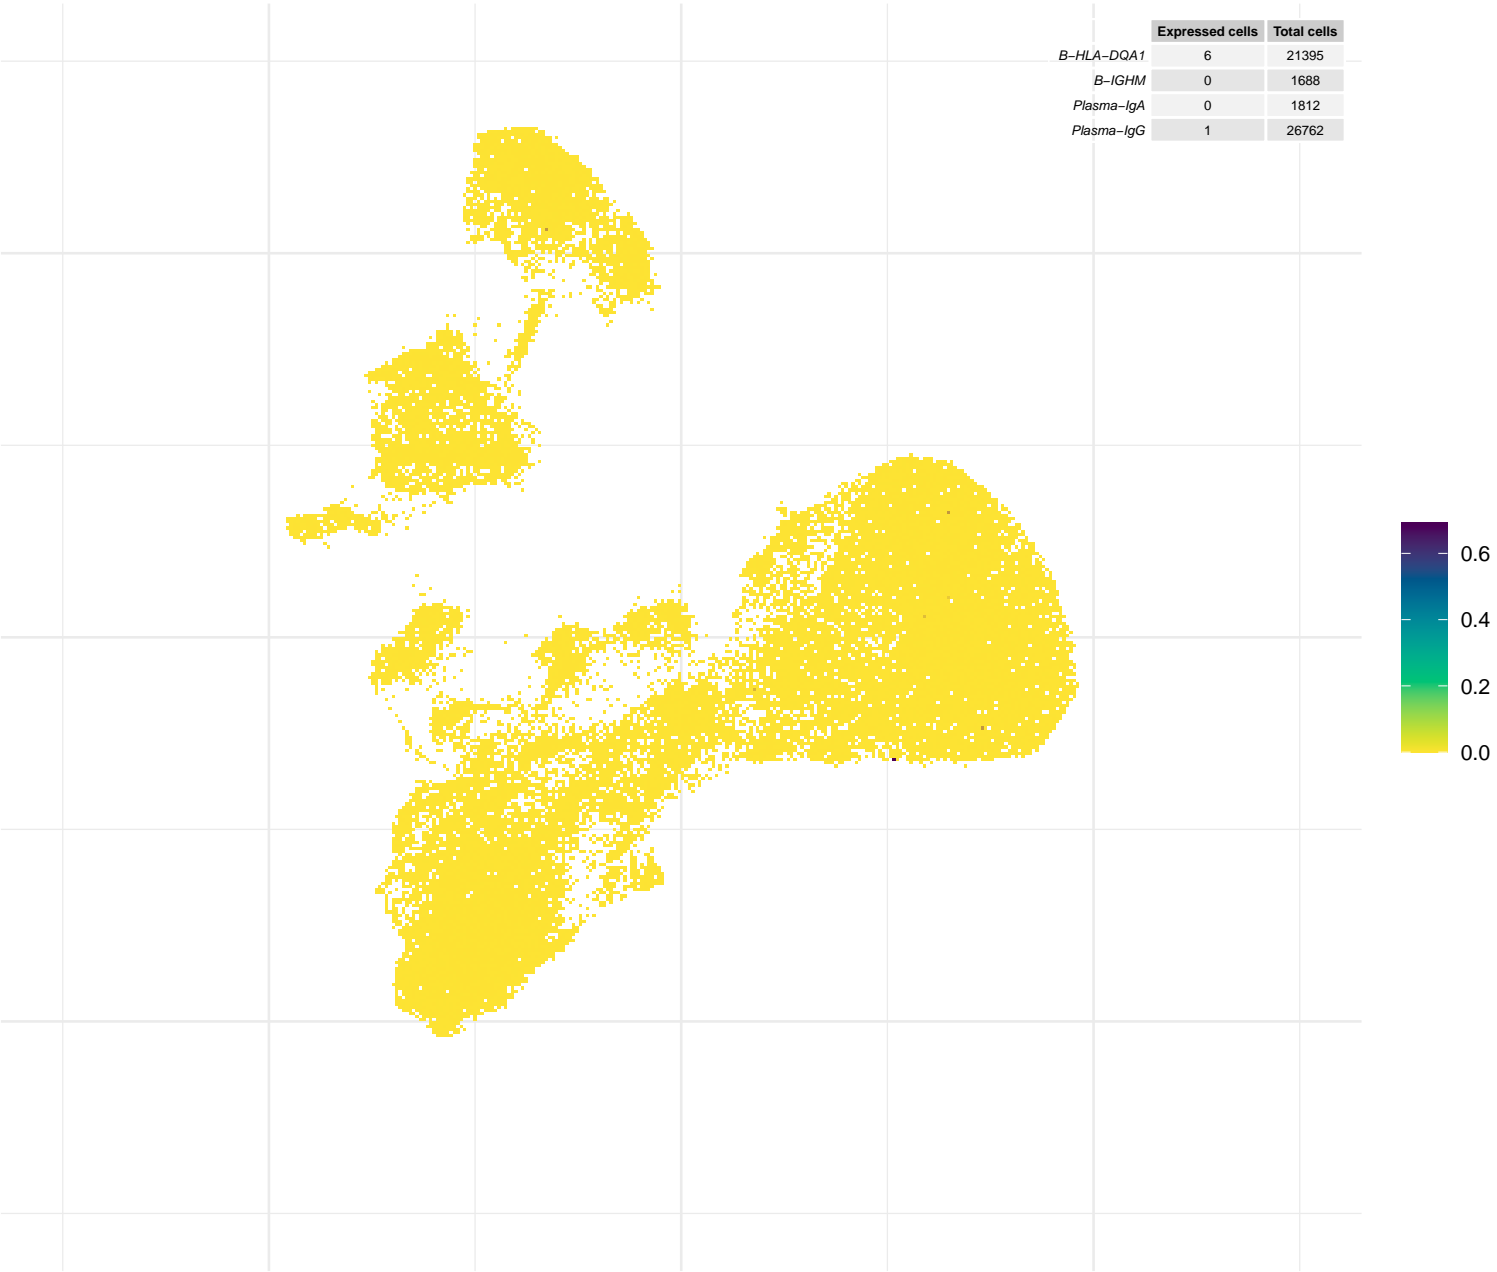 Expressed cells Total cells
B−HLA−DQA1 6 21395
B−IGHM 0 1688
Plasma−IgA 0 1812
Plasma−IgG 1 26762
0.6
0.4
0.2
0.0